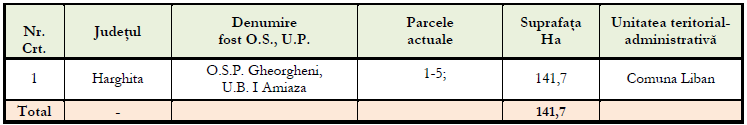 Nr. Crt. | Județul | Denumire fost O.S., U.P. | Parcele actuale | Suprafața Ha | Unitatea teritorial-administrativă
1 | Harghita | O.S.P. Gheorgheni, U.B. I Amiaza | 1-5; | 141,7 | Comuna Liban
Total | - | | | 141,7 |